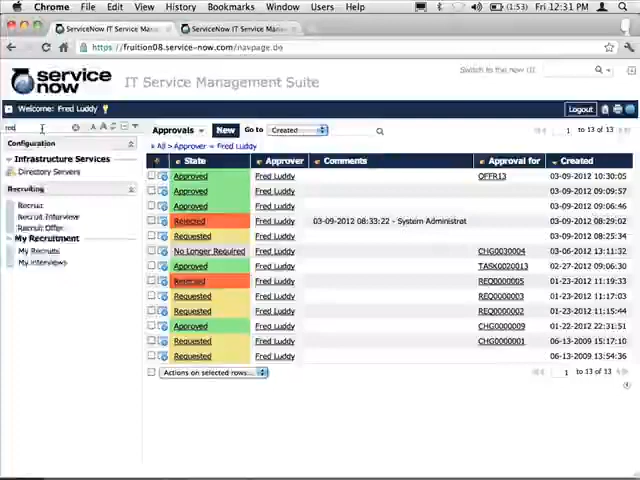 Chrome File Edit View History Bookmarks Window Users Help (1:53) Fri 12:31 PM
ServiceNow IT Service Mana ServiceNow IT Service Manage
https://fruition08.service-now.com/navpage.do
service now IT Service Management Suite
Switch to the new UI
Welcome: Fred Luddy Logout
Approvals New Go to Created 1 to 13 of 13
All > Approver = Fred Luddy
Configuration
Infrastructure Services
Directory Servers
Recruiting
Recruit
Recruit Interview
Recruit Offer
My Recruitment
My Recruits
My Interviews
State Approver Comments Approval for Created
Approved Fred Luddy OFFR13 03-09-2012 10:30:05
Approved Fred Luddy 03-09-2012 09:09:57
Approved Fred Luddy 03-09-2012 09:06:46
Rejected Fred Luddy 03-09-2012 08:33:22 - System Administrat 03-09-2012 08:29:02
Requested Fred Luddy 03-09-2012 08:25:34
No Longer Required Fred Luddy CHG0030004 03-06-2012 13:11:32
Approved Fred Luddy TASK0020013 02-27-2012 09:06:30
Rejected Fred Luddy REQ0000005 01-23-2012 11:19:33
Requested Fred Luddy REQ0000003 01-23-2012 11:17:03
Requested Fred Luddy REQ0000002 01-23-2012 11:15:44
Approved Fred Luddy CHG0000009 01-22-2012 22:31:51
Requested Fred Luddy CHG0000001 06-13-2009 15:17:10
Requested Fred Luddy 06-13-2009 13:54:36
Actions on selected rows... 1 to 13 of 13